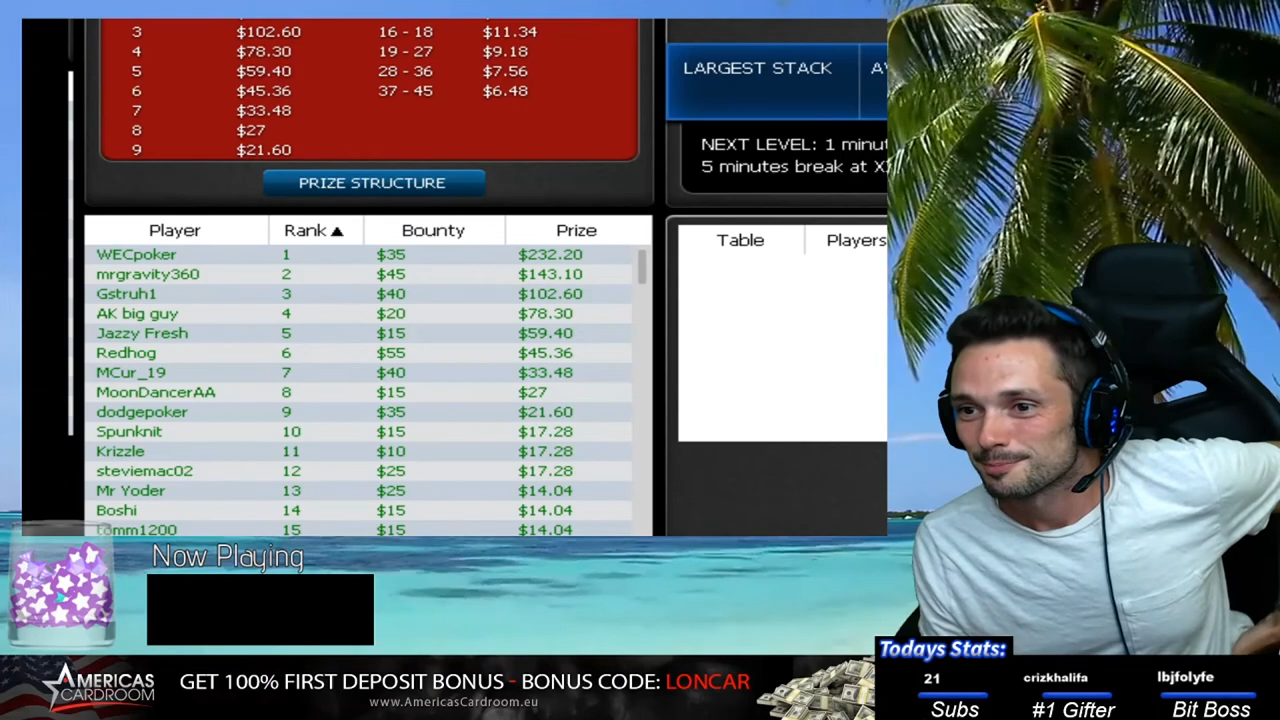 3 $102.60 16 - 18 $11.34
4 $78.30 19 - 27 $9.18
5 $59.40 28 - 36 $7.56
6 $45.36 37 - 45 $6.48
7 $33.48
8 $27
9 $21.60
PRIZE STRUCTURE
LARGEST STACK
NEXT LEVEL: 1 minu
5 minutes break at
Player Rank ▲ Bounty Prize
WECpoker 1 $35 $232.20
mrgravity360 2 $45 $143.10
Gstruh1 3 $40 $102.60
AK big guy 4 $20 $78.30
Jazzy Fresh 5 $15 $59.40
Redhog 6 $55 $45.36
MCur_19 7 $40 $33.48
MoonDancerAA 8 $15 $27
dodgepoker 9 $35 $21.60
Spunknit 10 $15 $17.28
Krizzle 11 $10 $17.28
steviemac02 12 $25 $17.28
Mr Yoder 13 $25 $14.04
Boshi 14 $15 $14.04
tomm1200 15 $15 $14.04
Table Players
Now Playing
AMERICAS
CARDROOM
GET 100% FIRST DEPOSIT BONUS - BONUS CODE: LONCAR
www.AmericasCardroom.eu
Todays Stats:
21 crizkhalifa lbjfolyfe
Subs #1 Gifter Bit Boss